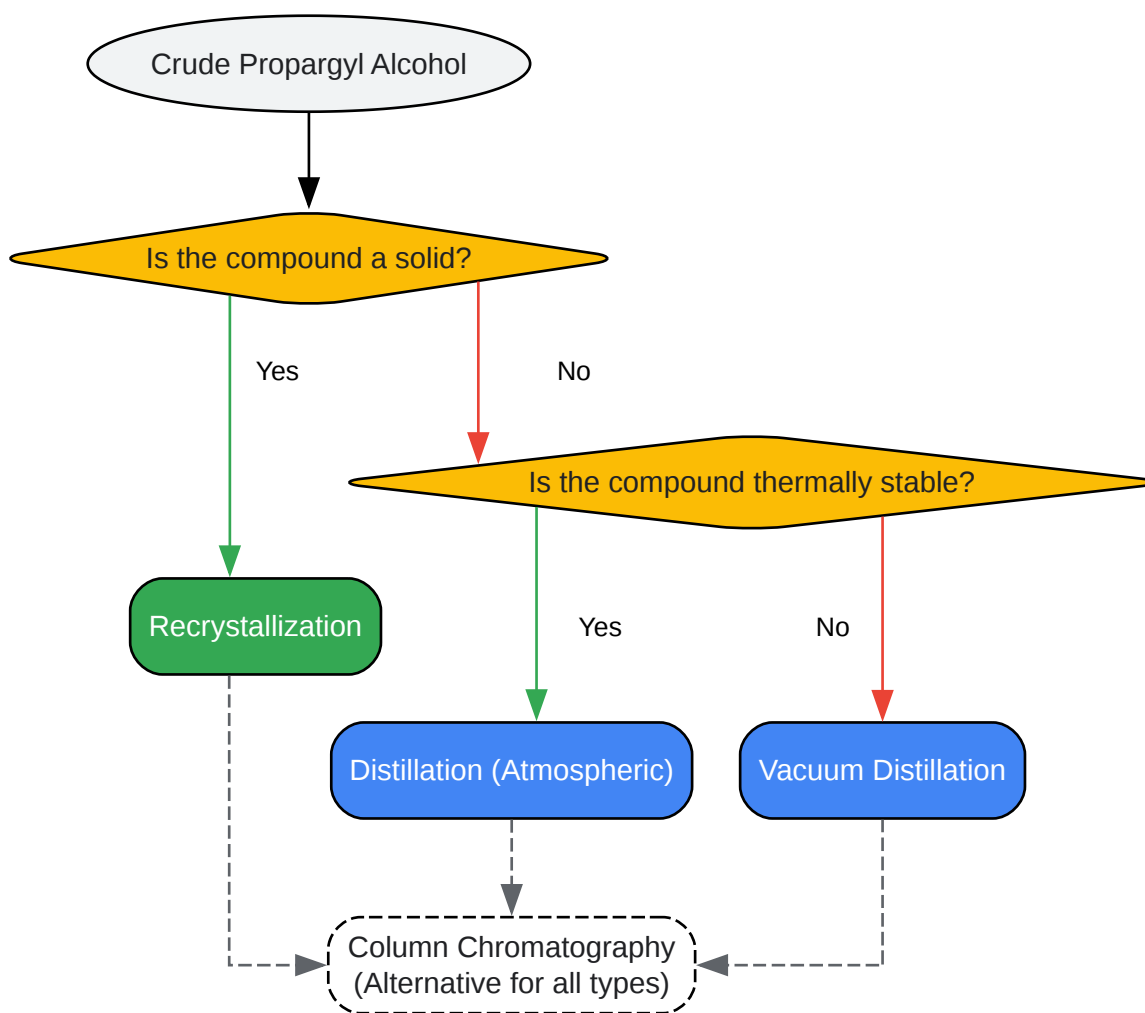 Crude Propargyl Alcohol
Is the compound a solid?
Yes
No
Is the compound thermally stable?
Recrystallization
Yes
No
Distillation (Atmospheric)
Vacuum Distillation
Column Chromatography
(Alternative for all types)